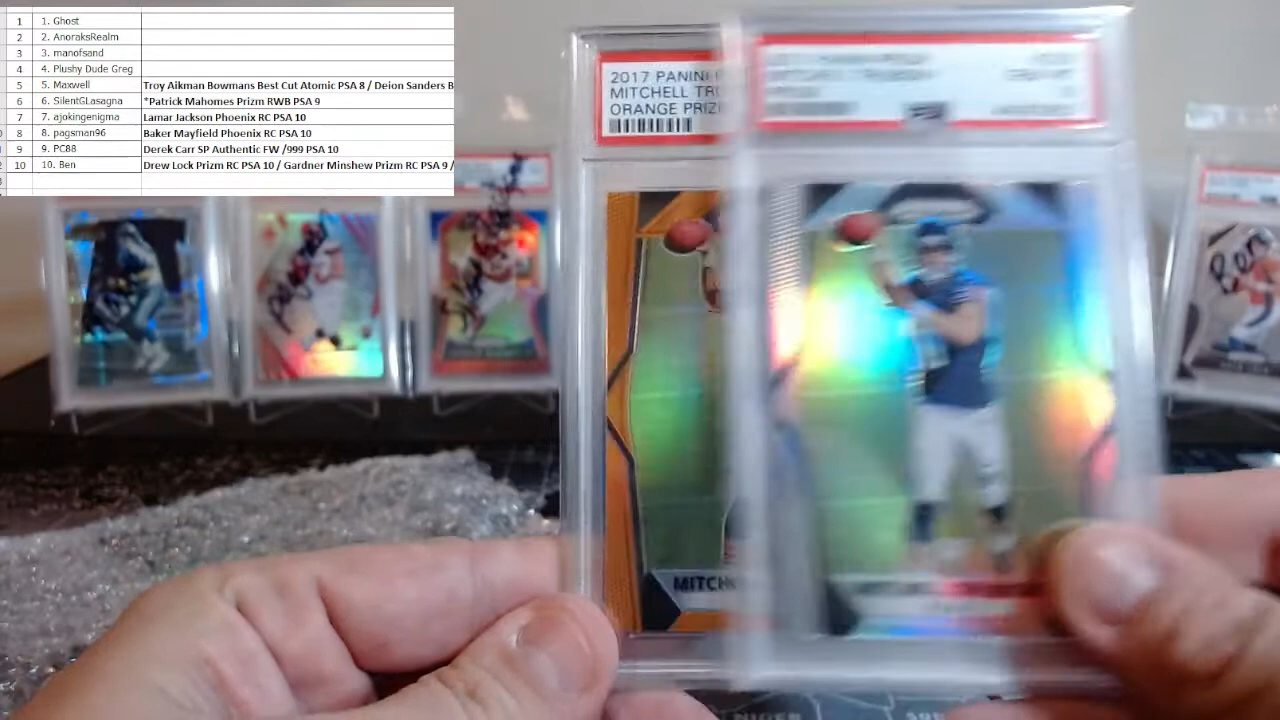 1 1. Ghost
2 2. AnoraksRealm
3 3. manofsand
4 4. Plushy Dude Greg
5 5. Maxwell Troy Aikman Bowmans Best Cut Atomic PSA 8 / Deion Sanders B
6 6. SilentGLasagna *Patrick Mahomes Prizm RWB PSA 9
7 7. ajokingenigma Lamar Jackson Phoenix RC PSA 10
8 8. pagsman96 Baker Mayfield Phoenix RC PSA 10
9 9. PC88 Derek Carr SP Authentic FW /999 PSA 10
10 10. Ben Drew Lock Prizm RC PSA 10 / Gardner Minshew Prizm RC PSA 9 /
2017 PANINI
MITCHELL TRU
ORANGE PRIZ
MITCH
Ben